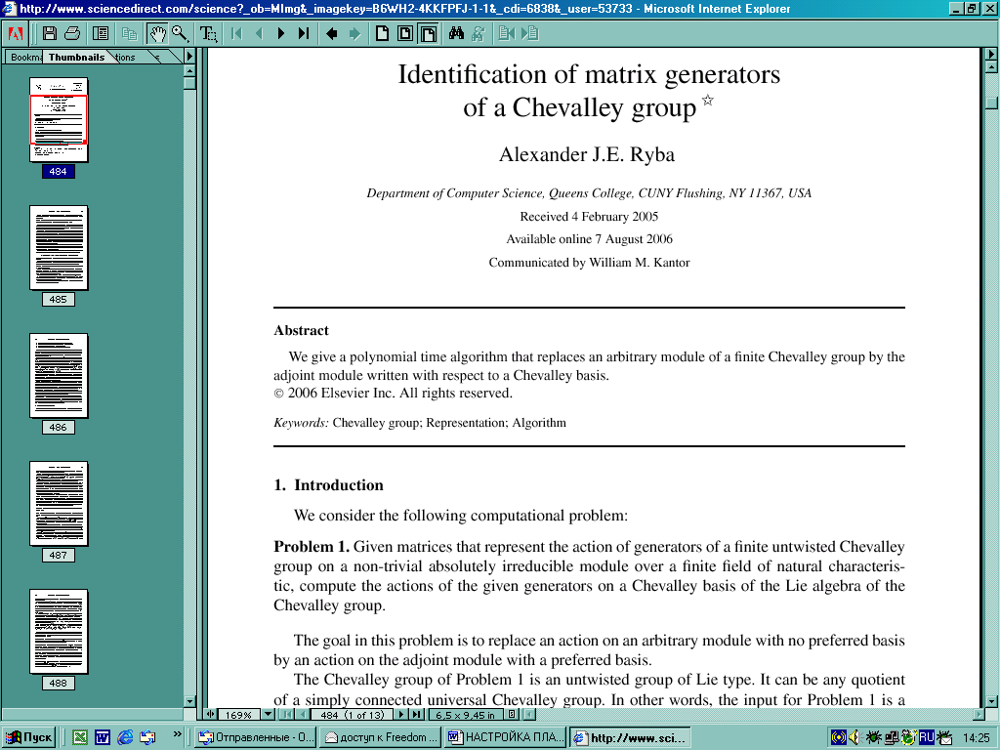 http://www.sciencedirect.com/science?_ob=MImg&_imagekey=B6WH2-4KKFPFJ-1-1&_cdi=6838&_user=53733 - Microsoft Internet Explorer
Bookma Thumbnails tions
484
485
486
487
488
Identification of matrix generators
of a Chevalley group ☆
Alexander J.E. Ryba
Department of Computer Science, Queens College, CUNY Flushing, NY 11367, USA
Received 4 February 2005
Available online 7 August 2006
Communicated by William M. Kantor
Abstract
We give a polynomial time algorithm that replaces an arbitrary module of a finite Chevalley group by the
adjoint module written with respect to a Chevalley basis.
© 2006 Elsevier Inc. All rights reserved.
Keywords: Chevalley group; Representation; Algorithm
1. Introduction
We consider the following computational problem:
Problem 1. Given matrices that represent the action of generators of a finite untwisted Chevalley
group on a non-trivial absolutely irreducible module over a finite field of natural characteris-
tic, compute the actions of the given generators on a Chevalley basis of the Lie algebra of the
Chevalley group.
The goal in this problem is to replace an action on an arbitrary module with no preferred basis
by an action on the adjoint module with a preferred basis.
The Chevalley group of Problem 1 is an untwisted group of Lie type. It can be any quotient
of a simply connected universal Chevalley group. In other words, the input for Problem 1 is a
169% 484 (1 of 13) 6,5 x 9,45 in
Пуск » Отправленные - O... доступ к Freedom ... НАСТРОЙКА ПЛА... http://www.sci... RU 14:25